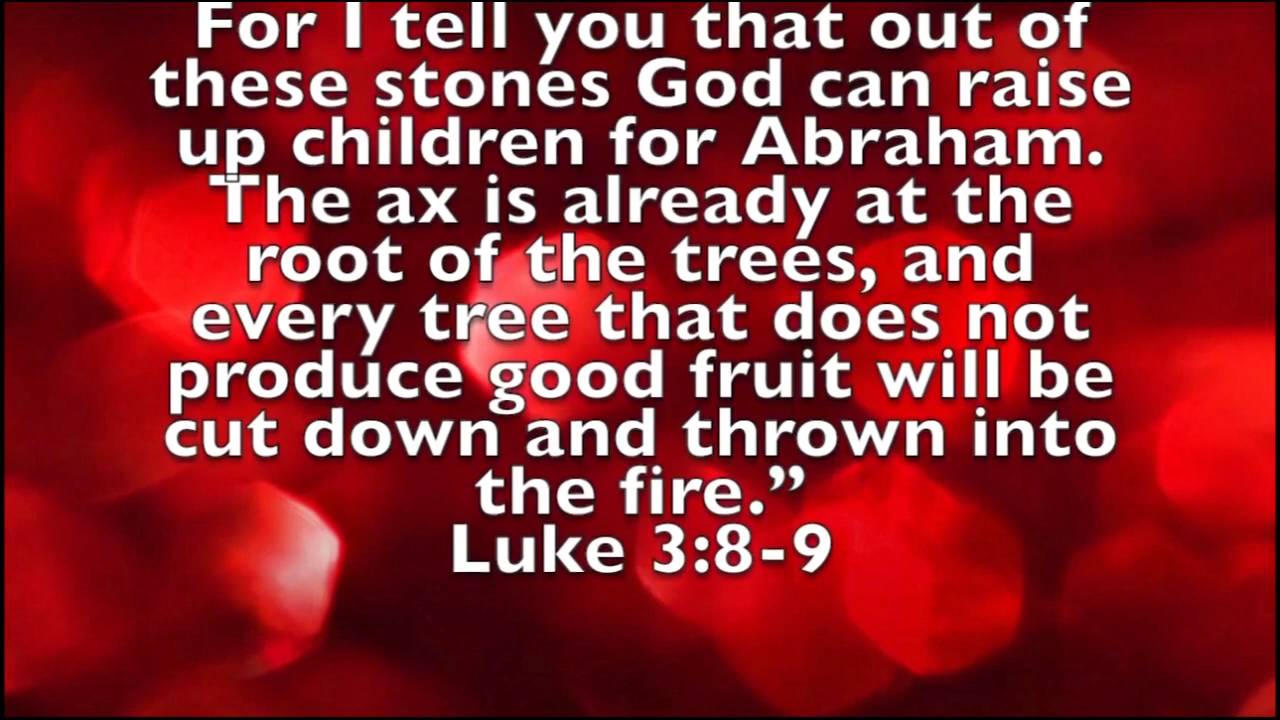 For I tell you that out of
these stones God can raise
up children for Abraham.
The ax is already at the
root of the trees, and
every tree that does not
produce good fruit will be
cut down and thrown into
the fire.”
Luke 3:8-9